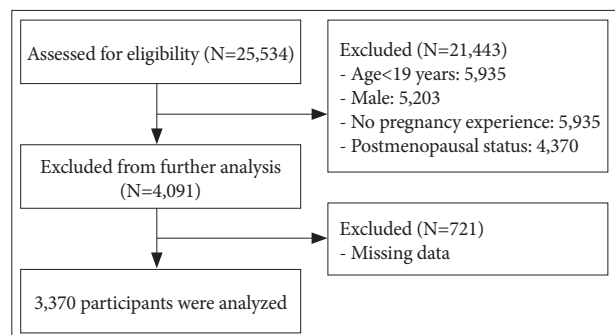 Assessed for eligibility (N=25,534)
Excluded (N=21,443)
- Age<19 years: 5,935
- Male: 5,203
- No pregnancy experience: 5,935
- Postmenopausal status: 4,370
Excluded from further analysis
(N=4,091)
Excluded (N=721)
- Missing data
3,370 participants were analyzed